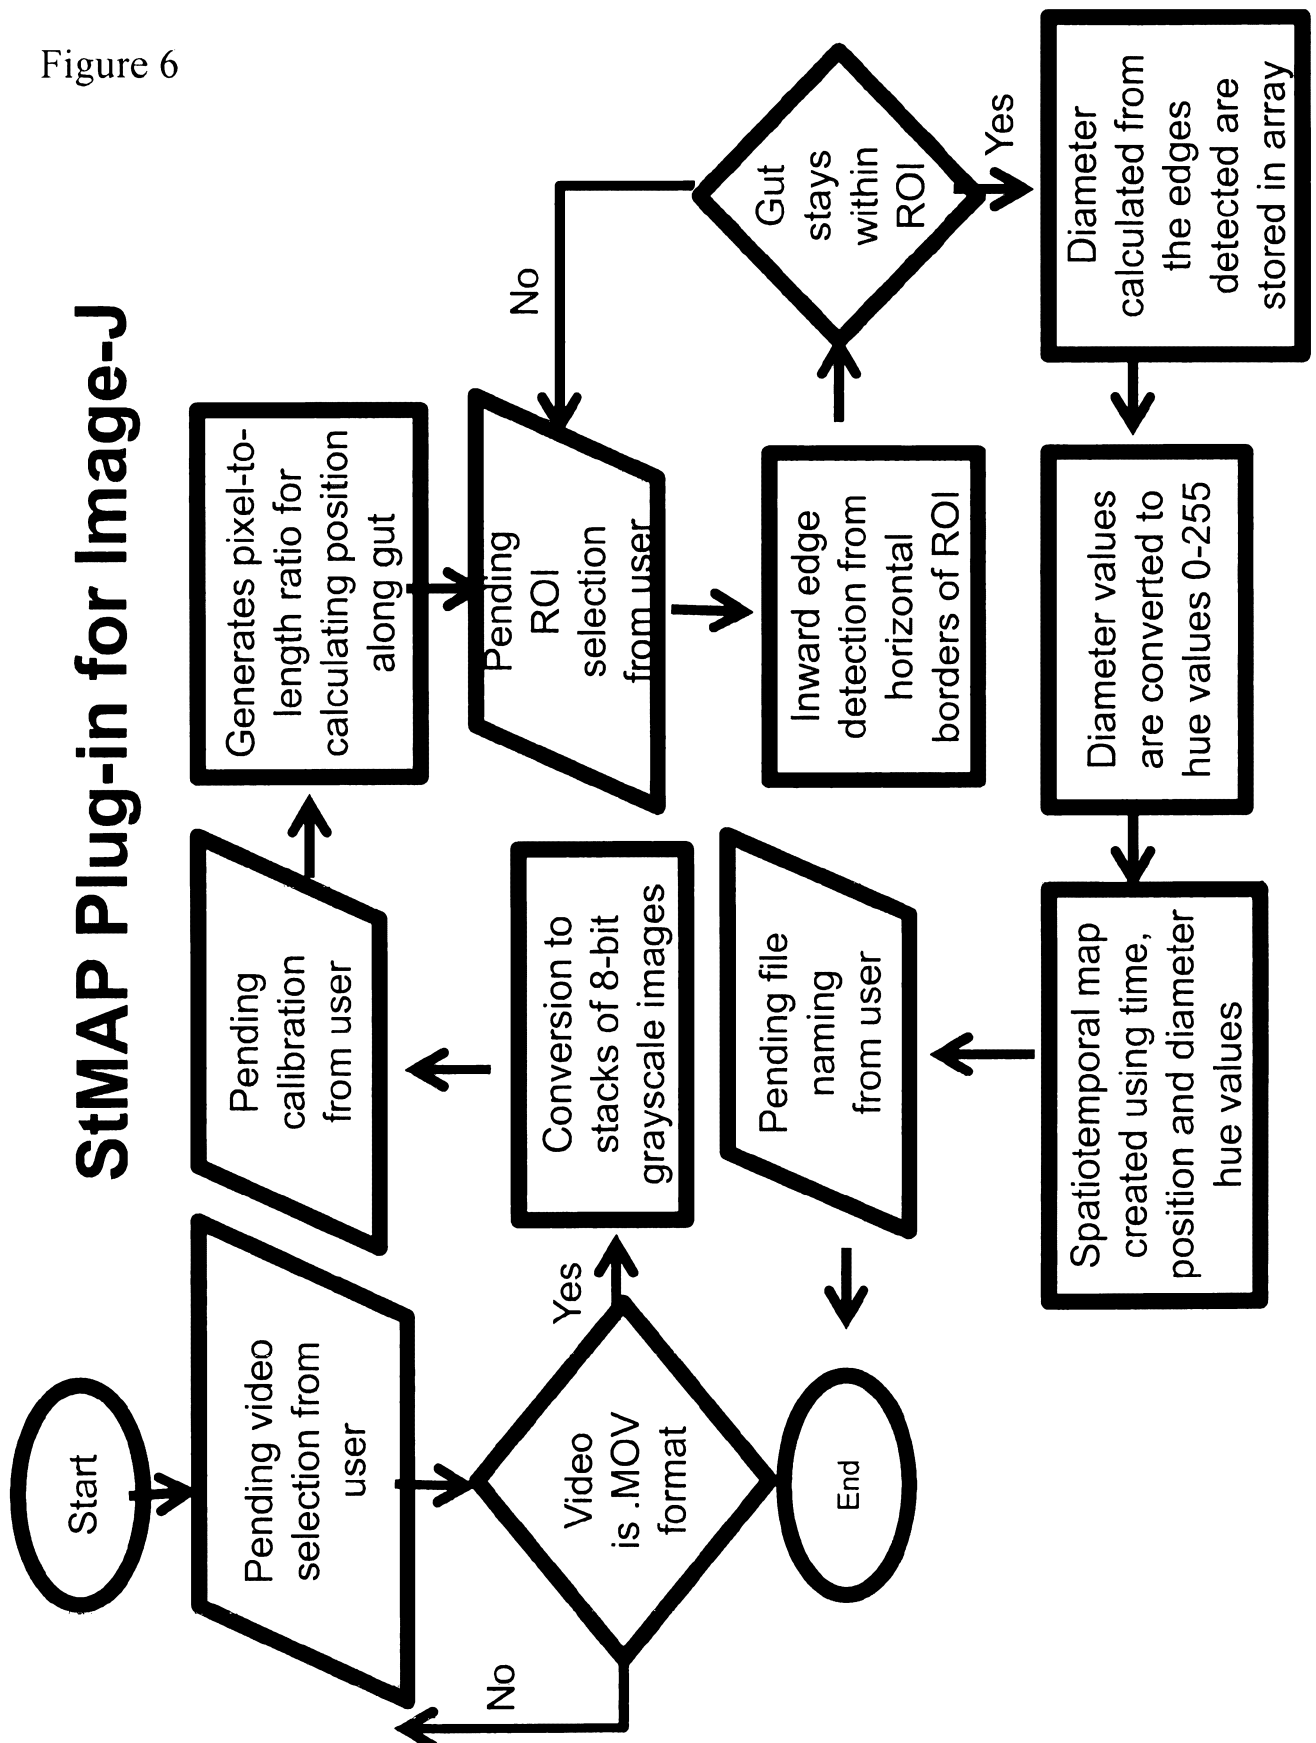 Figure 6
StMAP Plug-in for Image-J
Start
Pending video
selection from
user
No
Video
is .MOV
format
Yes
Conversion to
stacks of 8-bit
grayscale images
Pending
calibration
from user
Generates pixel-to-
length ratio for
calculating position
along gut
Pending
ROI
selection
from user
Inward edge
detection from
horizontal
borders of ROI
Gut
stays
within
ROI
No
Yes
Diameter
calculated from
the edges
detected are
stored in array
Diameter values
are converted to
hue values 0-255
Spatiotemporal map
created using time,
position and diameter
hue values
Pending file
naming
from user
End